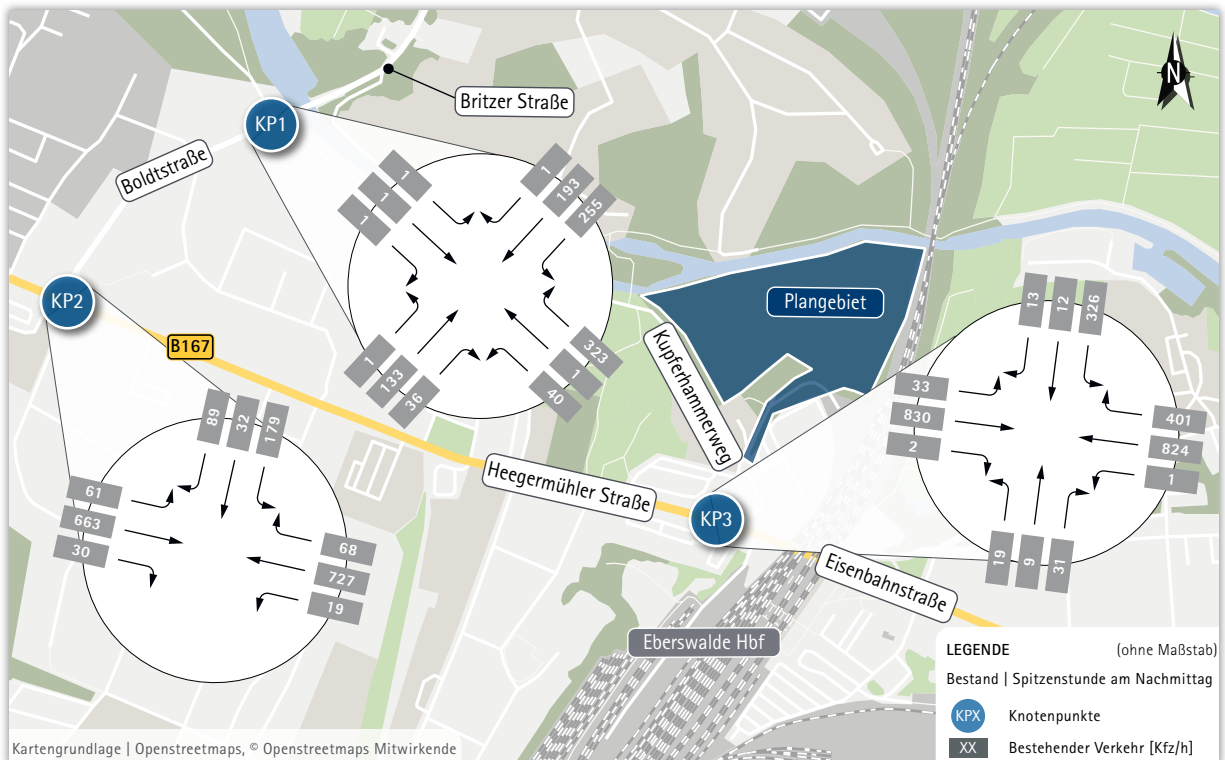 N
Britzer Straße
KP1
Boldtstraße
1
1
1
1
193
255
1
133
36
323
1
40
KP2
B167
Plangebiet
Kupferhammerweg
13
12
326
33
830
2
401
824
1
19
9
31
89
32
179
61
663
30
68
727
19
Heegermühler Straße
KP3
Eisenbahnstraße
Eberswalde Hbf
LEGENDE (ohne Maßstab)
Bestand | Spitzenstunde am Nachmittag
KPX Knotenpunkte
XX Bestehender Verkehr [Kfz/h]
Kartengrundlage | Openstreetmaps, © Openstreetmaps Mitwirkende